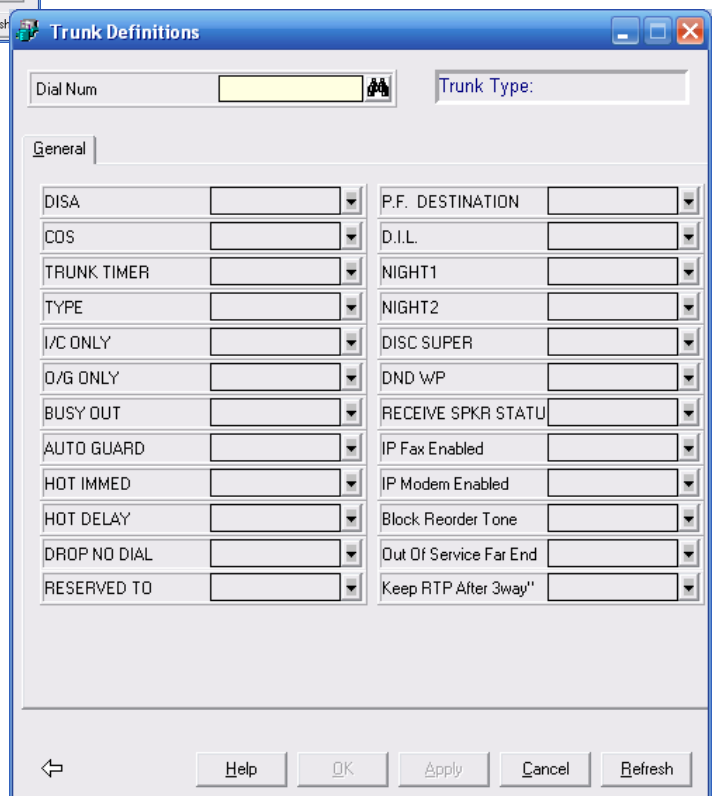 sh
Trunk Definitions
Dial Num
Trunk Type:
General
DISA
P.F. DESTINATION
COS
D.I.L.
TRUNK TIMER
NIGHT1
TYPE
NIGHT2
I/C ONLY
DISC SUPER
O/G ONLY
DND WP
BUSY OUT
RECEIVE SPKR STATU
AUTO GUARD
IP Fax Enabled
HOT IMMED
IP Modem Enabled
HOT DELAY
Block Reorder Tone
DROP NO DIAL
Out Of Service Far End
RESERVED TO
Keep RTP After 3way"
Help
OK
Apply
Cancel
Refresh